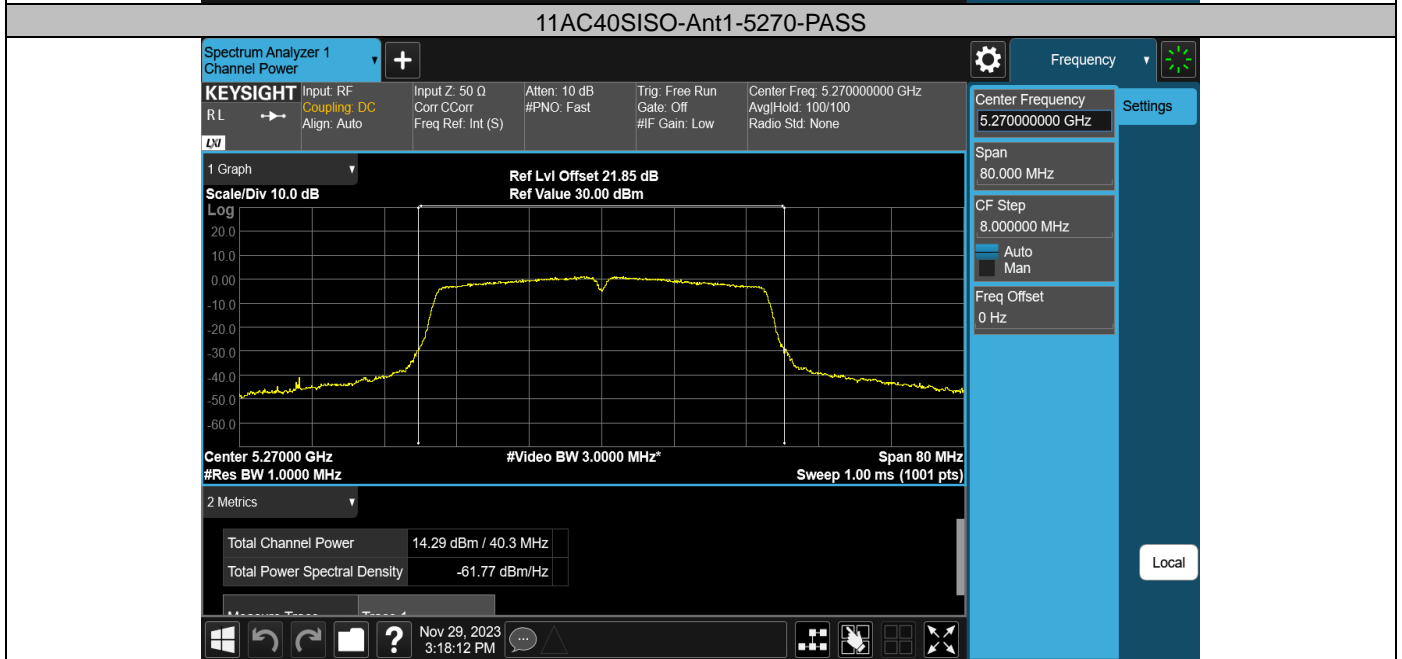 11AC40SISO-Ant1-5270-PASS
Spectrum Analyzer 1
Channel Power
Frequency
KEYSIGHT
R L
LXI
Input: RF
Coupling: DC
Align: Auto
Input Z: 50 Ω
Corr CCorr
Freq Ref: Int (S)
Atten: 10 dB
#PNO: Fast
Trig: Free Run
Gate: Off
#IF Gain: Low
Center Freq: 5.270000000 GHz
Avg|Hold: 100/100
Radio Std: None
Center Frequency
5.270000000 GHz
Settings
Span
80.000 MHz
CF Step
8.000000 MHz
Auto
Man
Freq Offset
0 Hz
1 Graph
Scale/Div 10.0 dB
Ref Lvl Offset 21.85 dB
Ref Value 30.00 dBm
Log
20.0
10.0
0.00
-10.0
-20.0
-30.0
-40.0
-50.0
-60.0
Center 5.27000 GHz
#Video BW 3.0000 MHz*
Span 80 MHz
#Res BW 1.0000 MHz
Sweep 1.00 ms (1001 pts)
2 Metrics
Total Channel Power 14.29 dBm / 40.3 MHz
Total Power Spectral Density -61.77 dBm/Hz
Local
Nov 29, 2023
3:18:12 PM